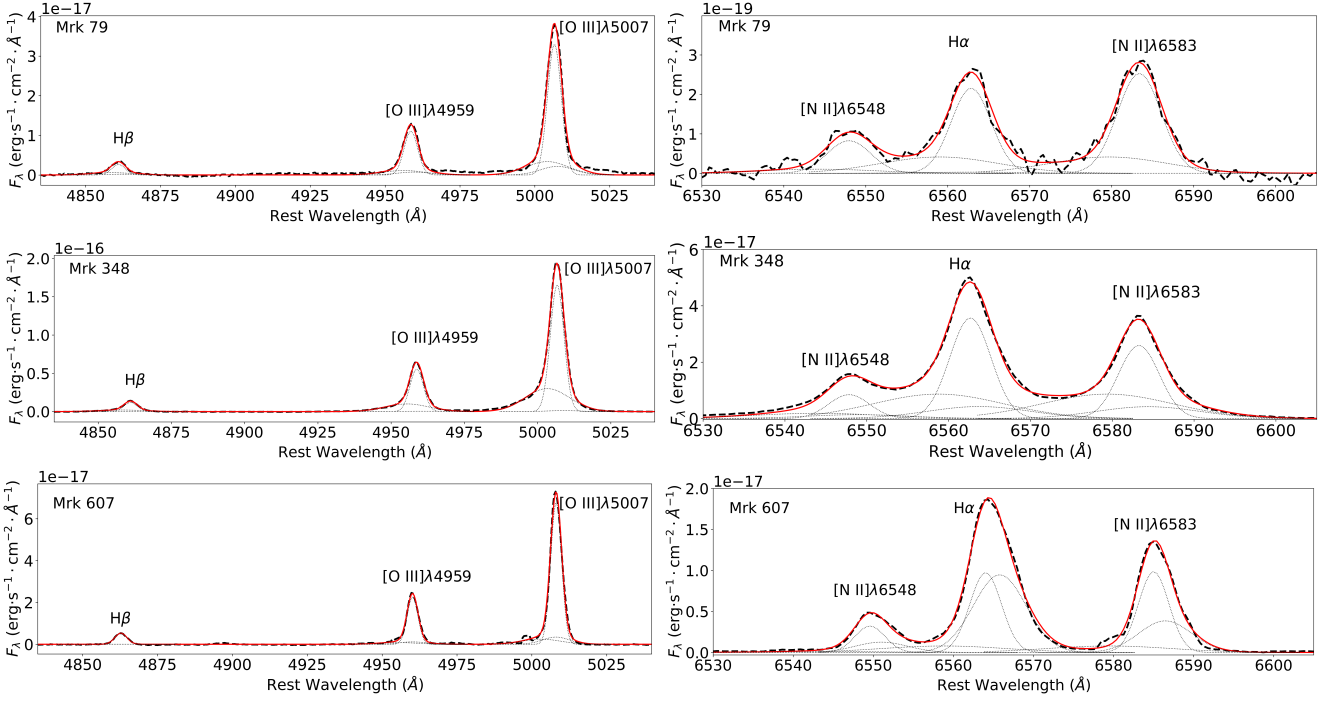 1e−17
Mrk 79
[O III]λ5007
[O III]λ4959
Hβ
4
3
2
1
0
F_λ (erg·s⁻¹ · cm⁻² · Å⁻¹)
4850 4875 4900 4925 4950 4975 5000 5025
Rest Wavelength (Å)
1e−19
Mrk 79
Hα
[N II]λ6583
[N II]λ6548
3
2
1
0
F_λ (erg·s⁻¹ · cm⁻² · Å⁻¹)
6530 6540 6550 6560 6570 6580 6590 6600
Rest Wavelength (Å)
1e−16
Mrk 348
[O III]λ5007
[O III]λ4959
Hβ
2.0
1.5
1.0
0.5
0.0
F_λ (erg·s⁻¹ · cm⁻² · Å⁻¹)
4850 4875 4900 4925 4950 4975 5000 5025
Rest Wavelength (Å)
1e−17
Mrk 348
Hα
[N II]λ6583
[N II]λ6548
6
4
2
0
F_λ (erg·s⁻¹ · cm⁻² · Å⁻¹)
6530 6540 6550 6560 6570 6580 6590 6600
Rest Wavelength (Å)
1e−17
Mrk 607
[O III]λ5007
[O III]λ4959
Hβ
6
4
2
0
F_λ (erg·s⁻¹ · cm⁻² · Å⁻¹)
4850 4875 4900 4925 4950 4975 5000 5025
Rest Wavelength (Å)
1e−17
Mrk 607
Hα
[N II]λ6583
[N II]λ6548
2.0
1.5
1.0
0.5
0.0
F_λ (erg·s⁻¹ · cm⁻² · Å⁻¹)
6530 6540 6550 6560 6570 6580 6590 6600
Rest Wavelength (Å)